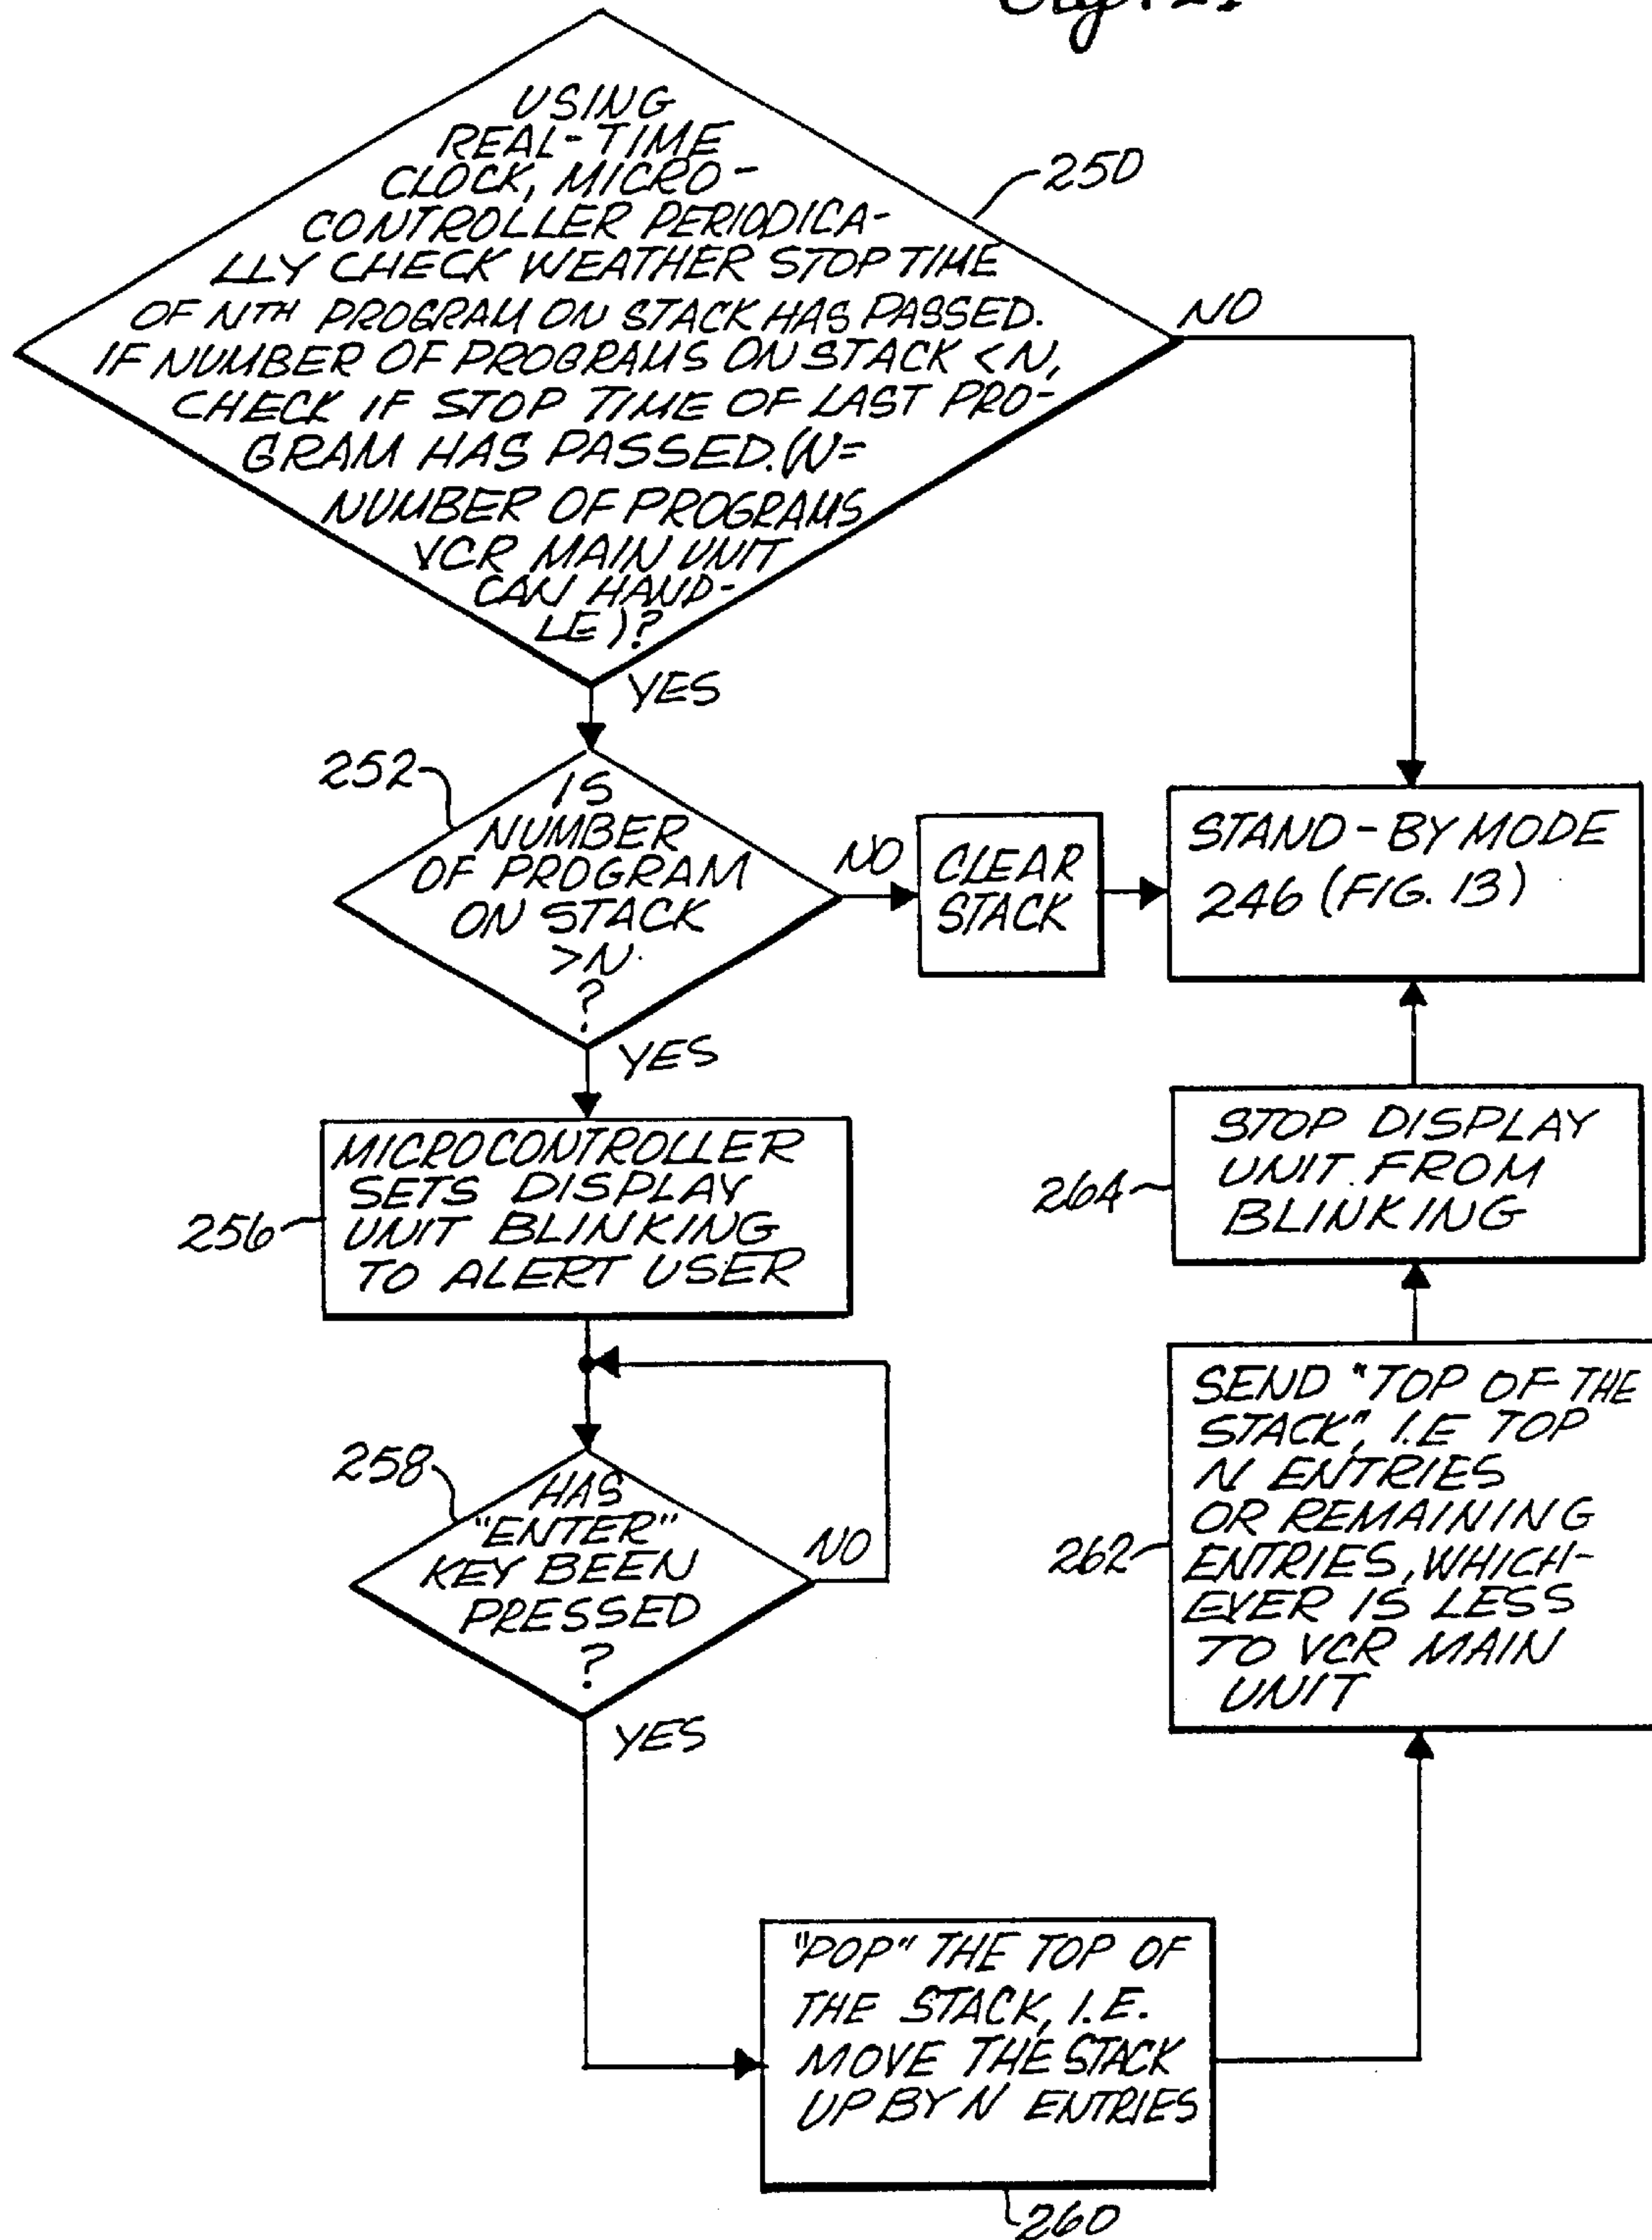 USING
REAL-TIME
CLOCK, MICRO-
CONTROLLER PERIODICA-
LLY CHECK WEATHER STOP TIME
OF NTH PROGRAM ON STACK HAS PASSED.
IF NUMBER OF PROGRAMS ON STACK < N,
CHECK IF STOP TIME OF LAST PRO-
GRAM HAS PASSED. (N=
NUMBER OF PROGRAMS
VCR MAIN UNIT
CAN HAND-
LE)?
250
NO
YES
252
IS
NUMBER
OF PROGRAM
ON STACK
>N
?
NO
CLEAR
STACK
STAND-BY MODE
246 (FIG. 13)
YES
256
MICROCONTROLLER
SETS DISPLAY
UNIT BLINKING
TO ALERT USER
264
STOP DISPLAY
UNIT FROM
BLINKING
258
HAS
"ENTER"
KEY BEEN
PRESSED
?
NO
YES
262
SEND "TOP OF THE
STACK", I.E TOP
N ENTRIES
OR REMAINING
ENTRIES, WHICH-
EVER IS LESS
TO VCR MAIN
UNIT
"POP" THE TOP OF
THE STACK, I.E.
MOVE THE STACK
UP BY N ENTRIES
260